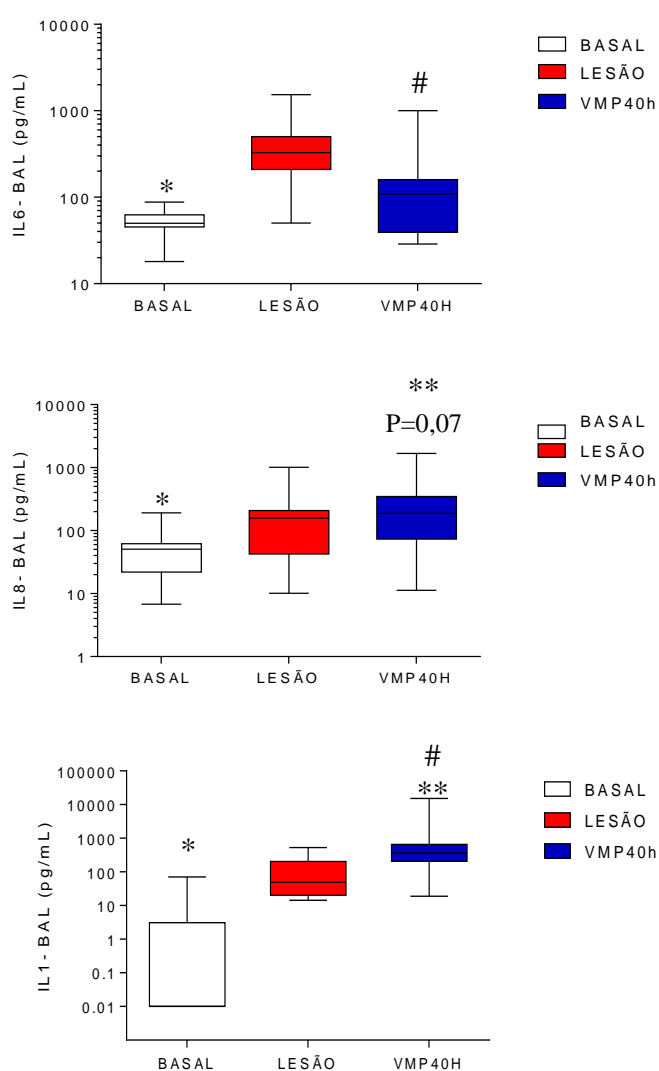 IL6- BAL (pg/mL)
10000
1000
100
10
*
#
BASAL LESÃO VMP40H
BASAL
LESÃO
VMP40h
IL8- BAL (pg/mL)
10000
1000
100
10
1
*
**
P=0,07
BASAL LESÃO VMP40H
BASAL
LESÃO
VMP40h
IL1- BAL (pg/mL)
100000
10000
1000
100
10
1
0.1
0.01
*
#
**
BASAL LESÃO VMP40H
BASAL
LESÃO
VMP40h